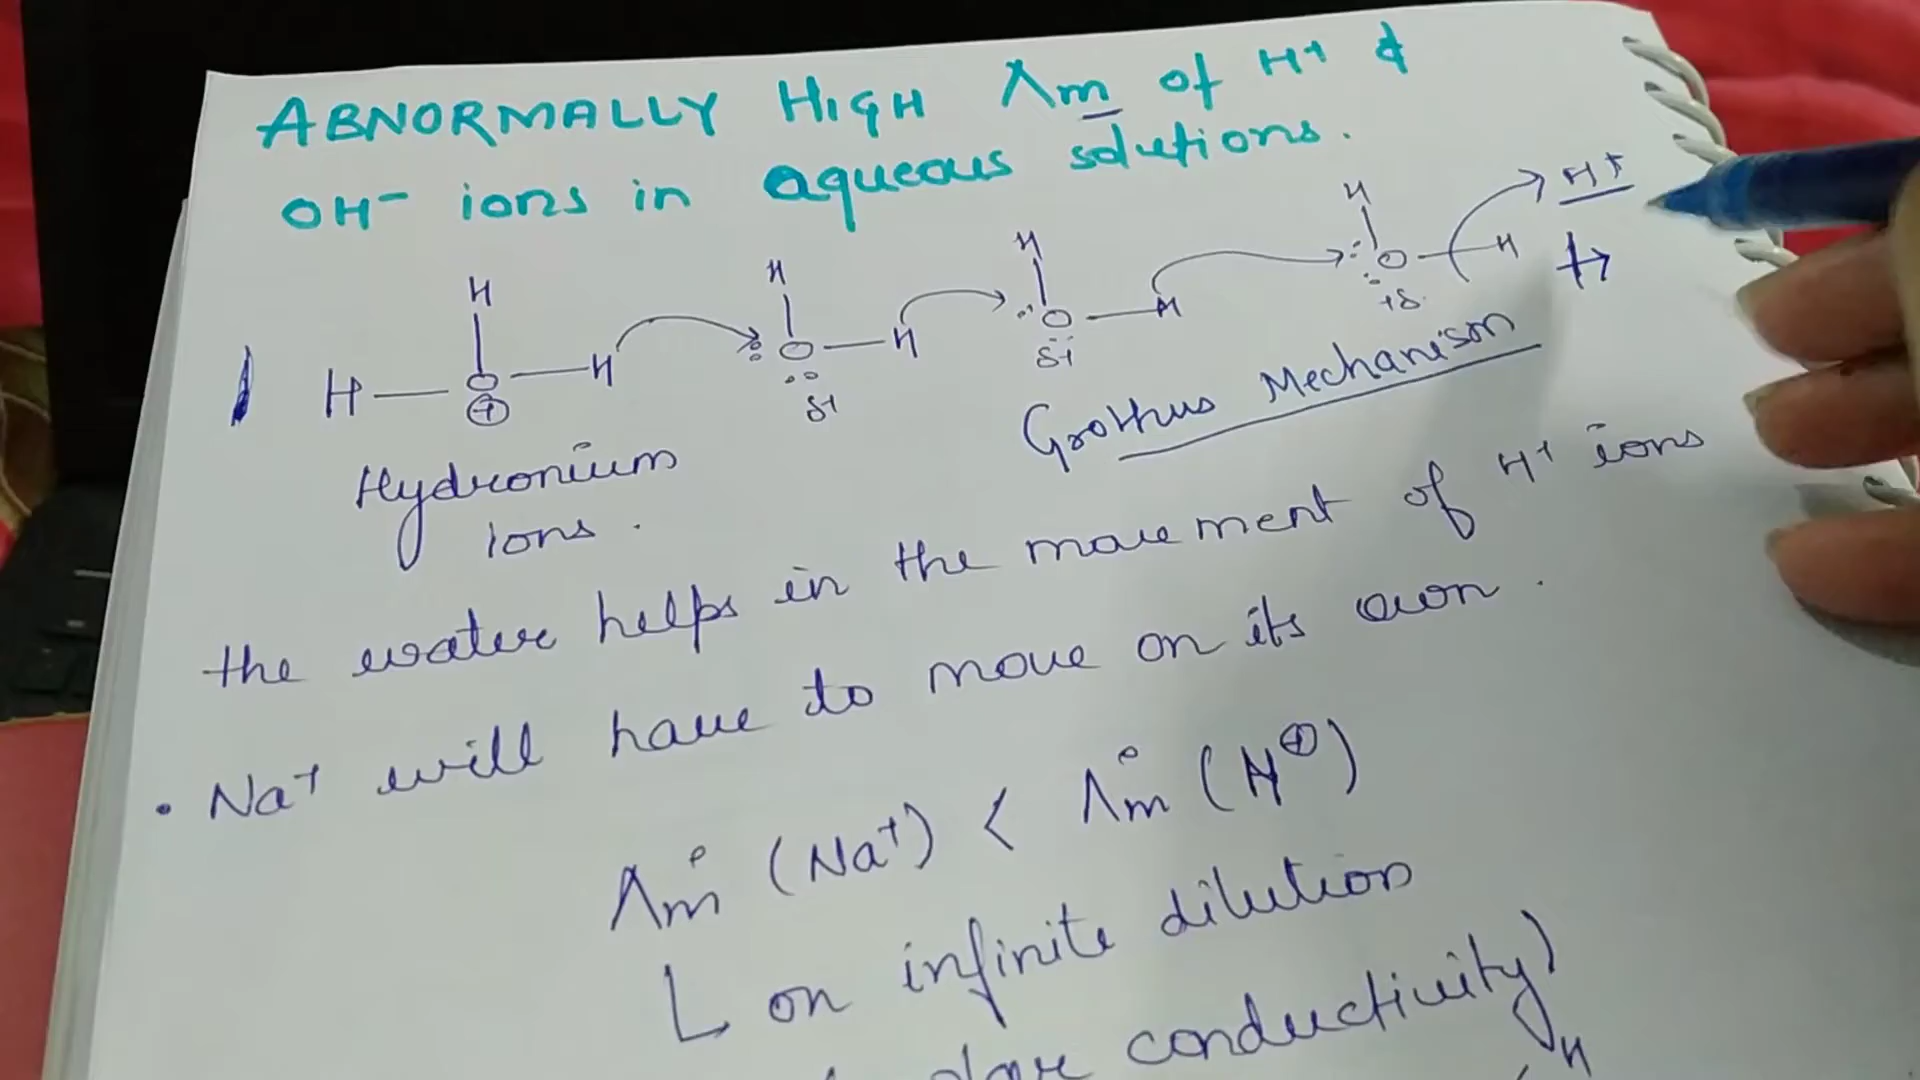 ABNORMALLY HIGH Λm of H+ &
OH- ions in aqueous solutions.
H H H H H+
H — O — H :O — H :O — H :O — H
⊕ δ+ δ+ +δ
Hydronium
ions.
Grotthus Mechanism
the water helps in the movement of H+ ions
• Na+ will have to move on its own.
Λ°m (Na+) < Λ°m (H⊕)
L on infinite dilution
conductivity)
H